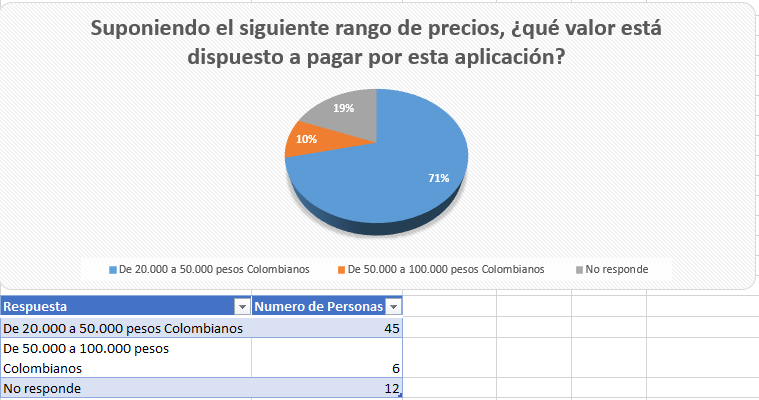 Suponiendo el siguiente rango de precios, ¿qué valor está
dispuesto a pagar por esta aplicación?
19%
10%
71%
De 20.000 a 50.000 pesos Colombianos De 50.000 a 100.000 pesos Colombianos No responde
Respuesta Numero de Personas
De 20.000 a 50.000 pesos Colombianos 45
De 50.000 a 100.000 pesos
Colombianos 6
No responde 12